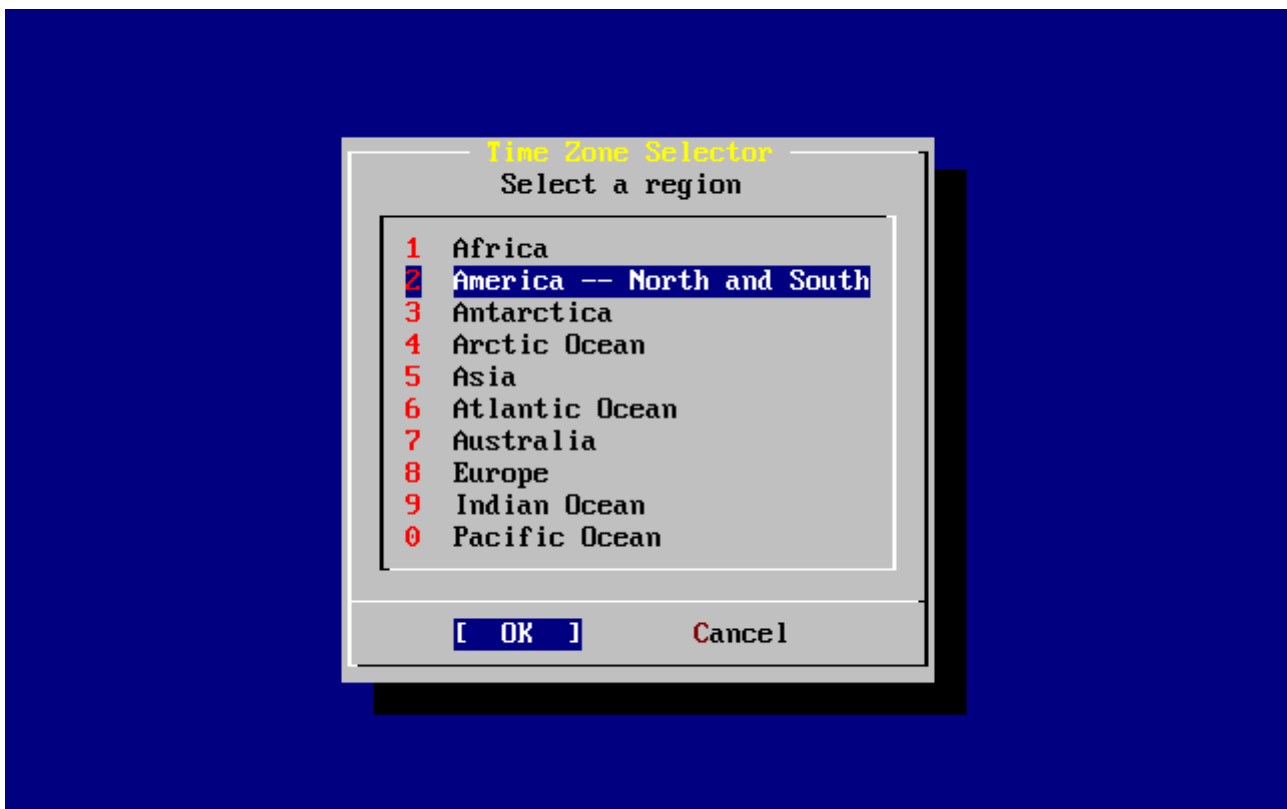 Time Zone Selector
Select a region
1 Africa
2 America -- North and South
3 Antarctica
4 Arctic Ocean
5 Asia
6 Atlantic Ocean
7 Australia
8 Europe
9 Indian Ocean
0 Pacific Ocean
[ OK ] Cancel